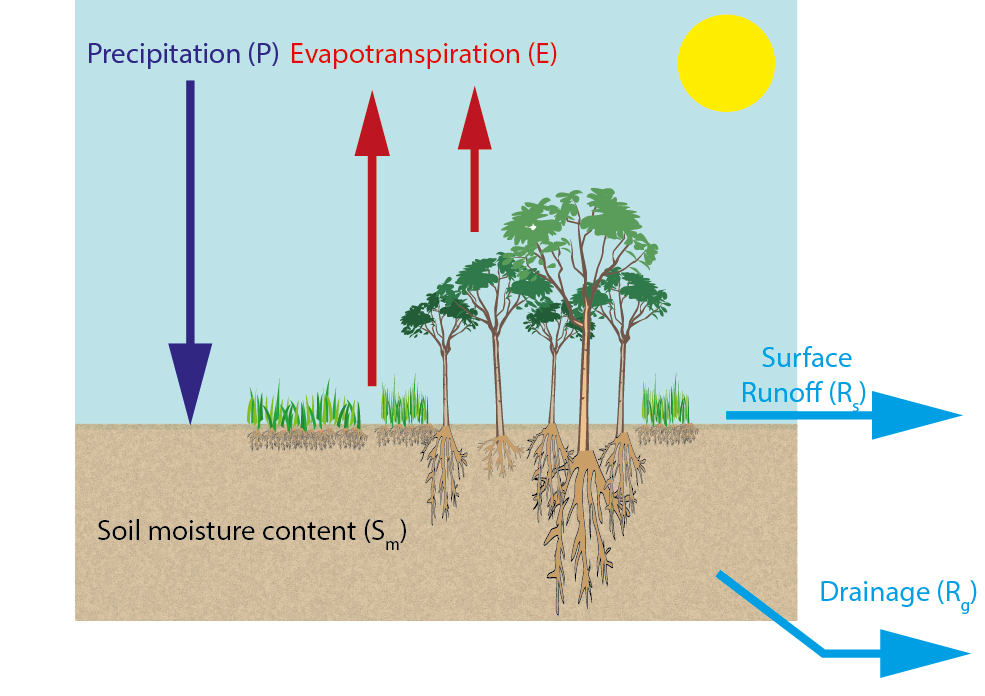 Precipitation (P) Evapotranspiration (E)
Surface
Runoff (Rs)
Soil moisture content (Sm)
Drainage (Rg)